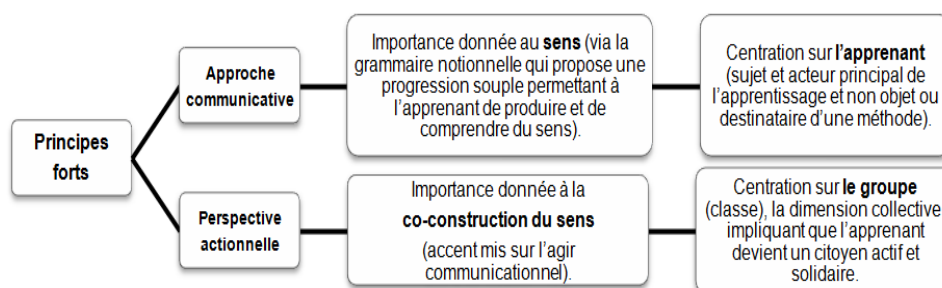 Principes
forts
Approche
communicative
Importance donnée au sens (via la
grammaire notionnelle qui propose une
progression souple permettant à
l’apprenant de produire et de
comprendre du sens).
Centration sur l’apprenant
(sujet et acteur principal de
l’apprentissage et non objet ou
destinataire d’une méthode).
Perspective
actionnelle
Importance donnée à la
co-construction du sens
(accent mis sur l’agir
communicationnel).
Centration sur le groupe
(classe), la dimension collective
impliquant que l’apprenant
devient un citoyen actif et
solidaire.